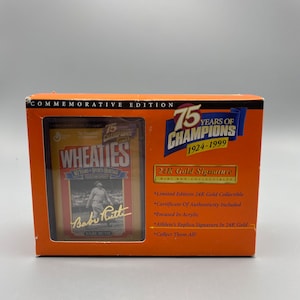 COMMEMORATIVE EDITION
75 YEARS OF
CHAMPIONS
1924-1999
75
WHEATIES
Babe Ruth
24k Gold Signature
•Limited Edition 24K Gold Collectible
•Certificate Of Authenticity Included
•Encased In Acrylic
•Athlete's Replica Signature In 24K Gold
•Collect Them All!